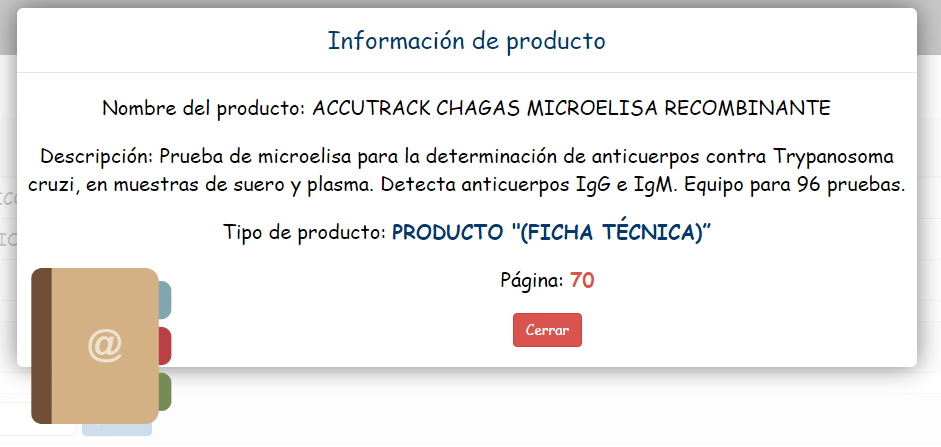 Información de producto
Nombre del producto: ACCUTRACK CHAGAS MICROELISA RECOMBINANTE
Descripción: Prueba de microelisa para la determinación de anticuerpos contra Trypanosoma
cruzi, en muestras de suero y plasma. Detecta anticuerpos IgG e IgM. Equipo para 96 pruebas.
Tipo de producto: PRODUCTO "(FICHA TÉCNICA)”
Página: 70
@
Cerrar